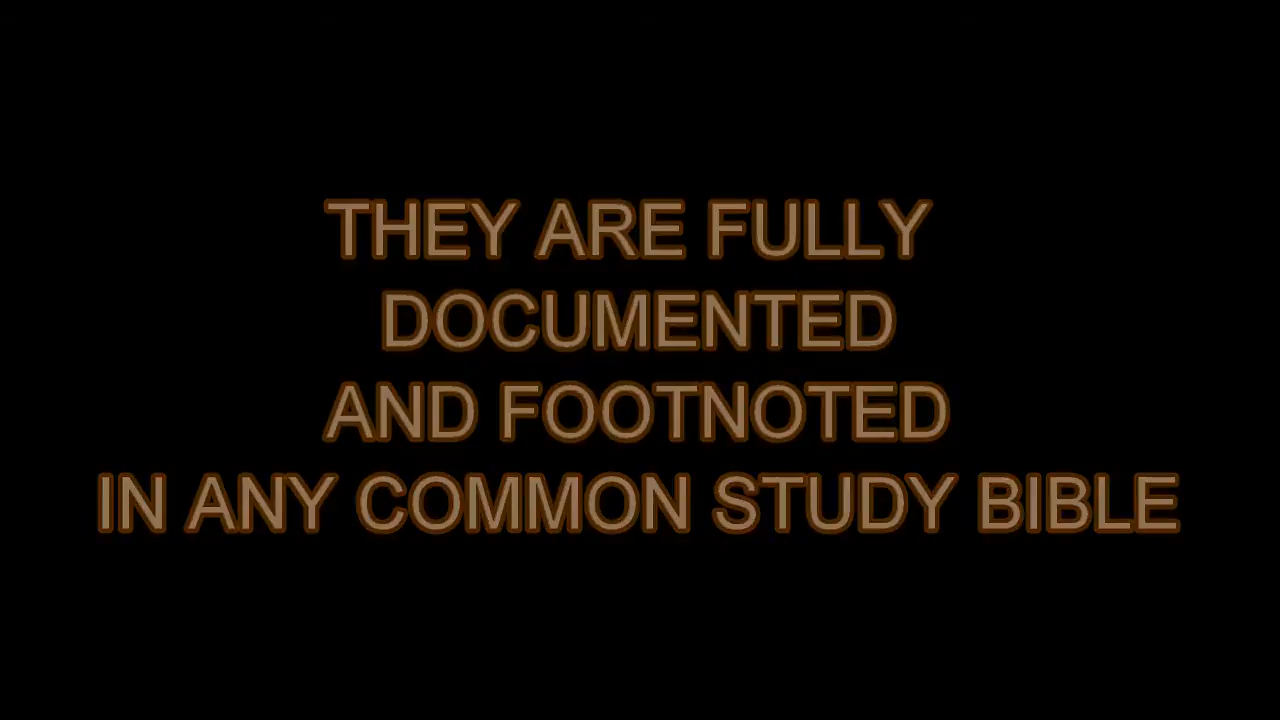 THEY ARE FULLY
DOCUMENTED
AND FOOTNOTED
IN ANY COMMON STUDY BIBLE